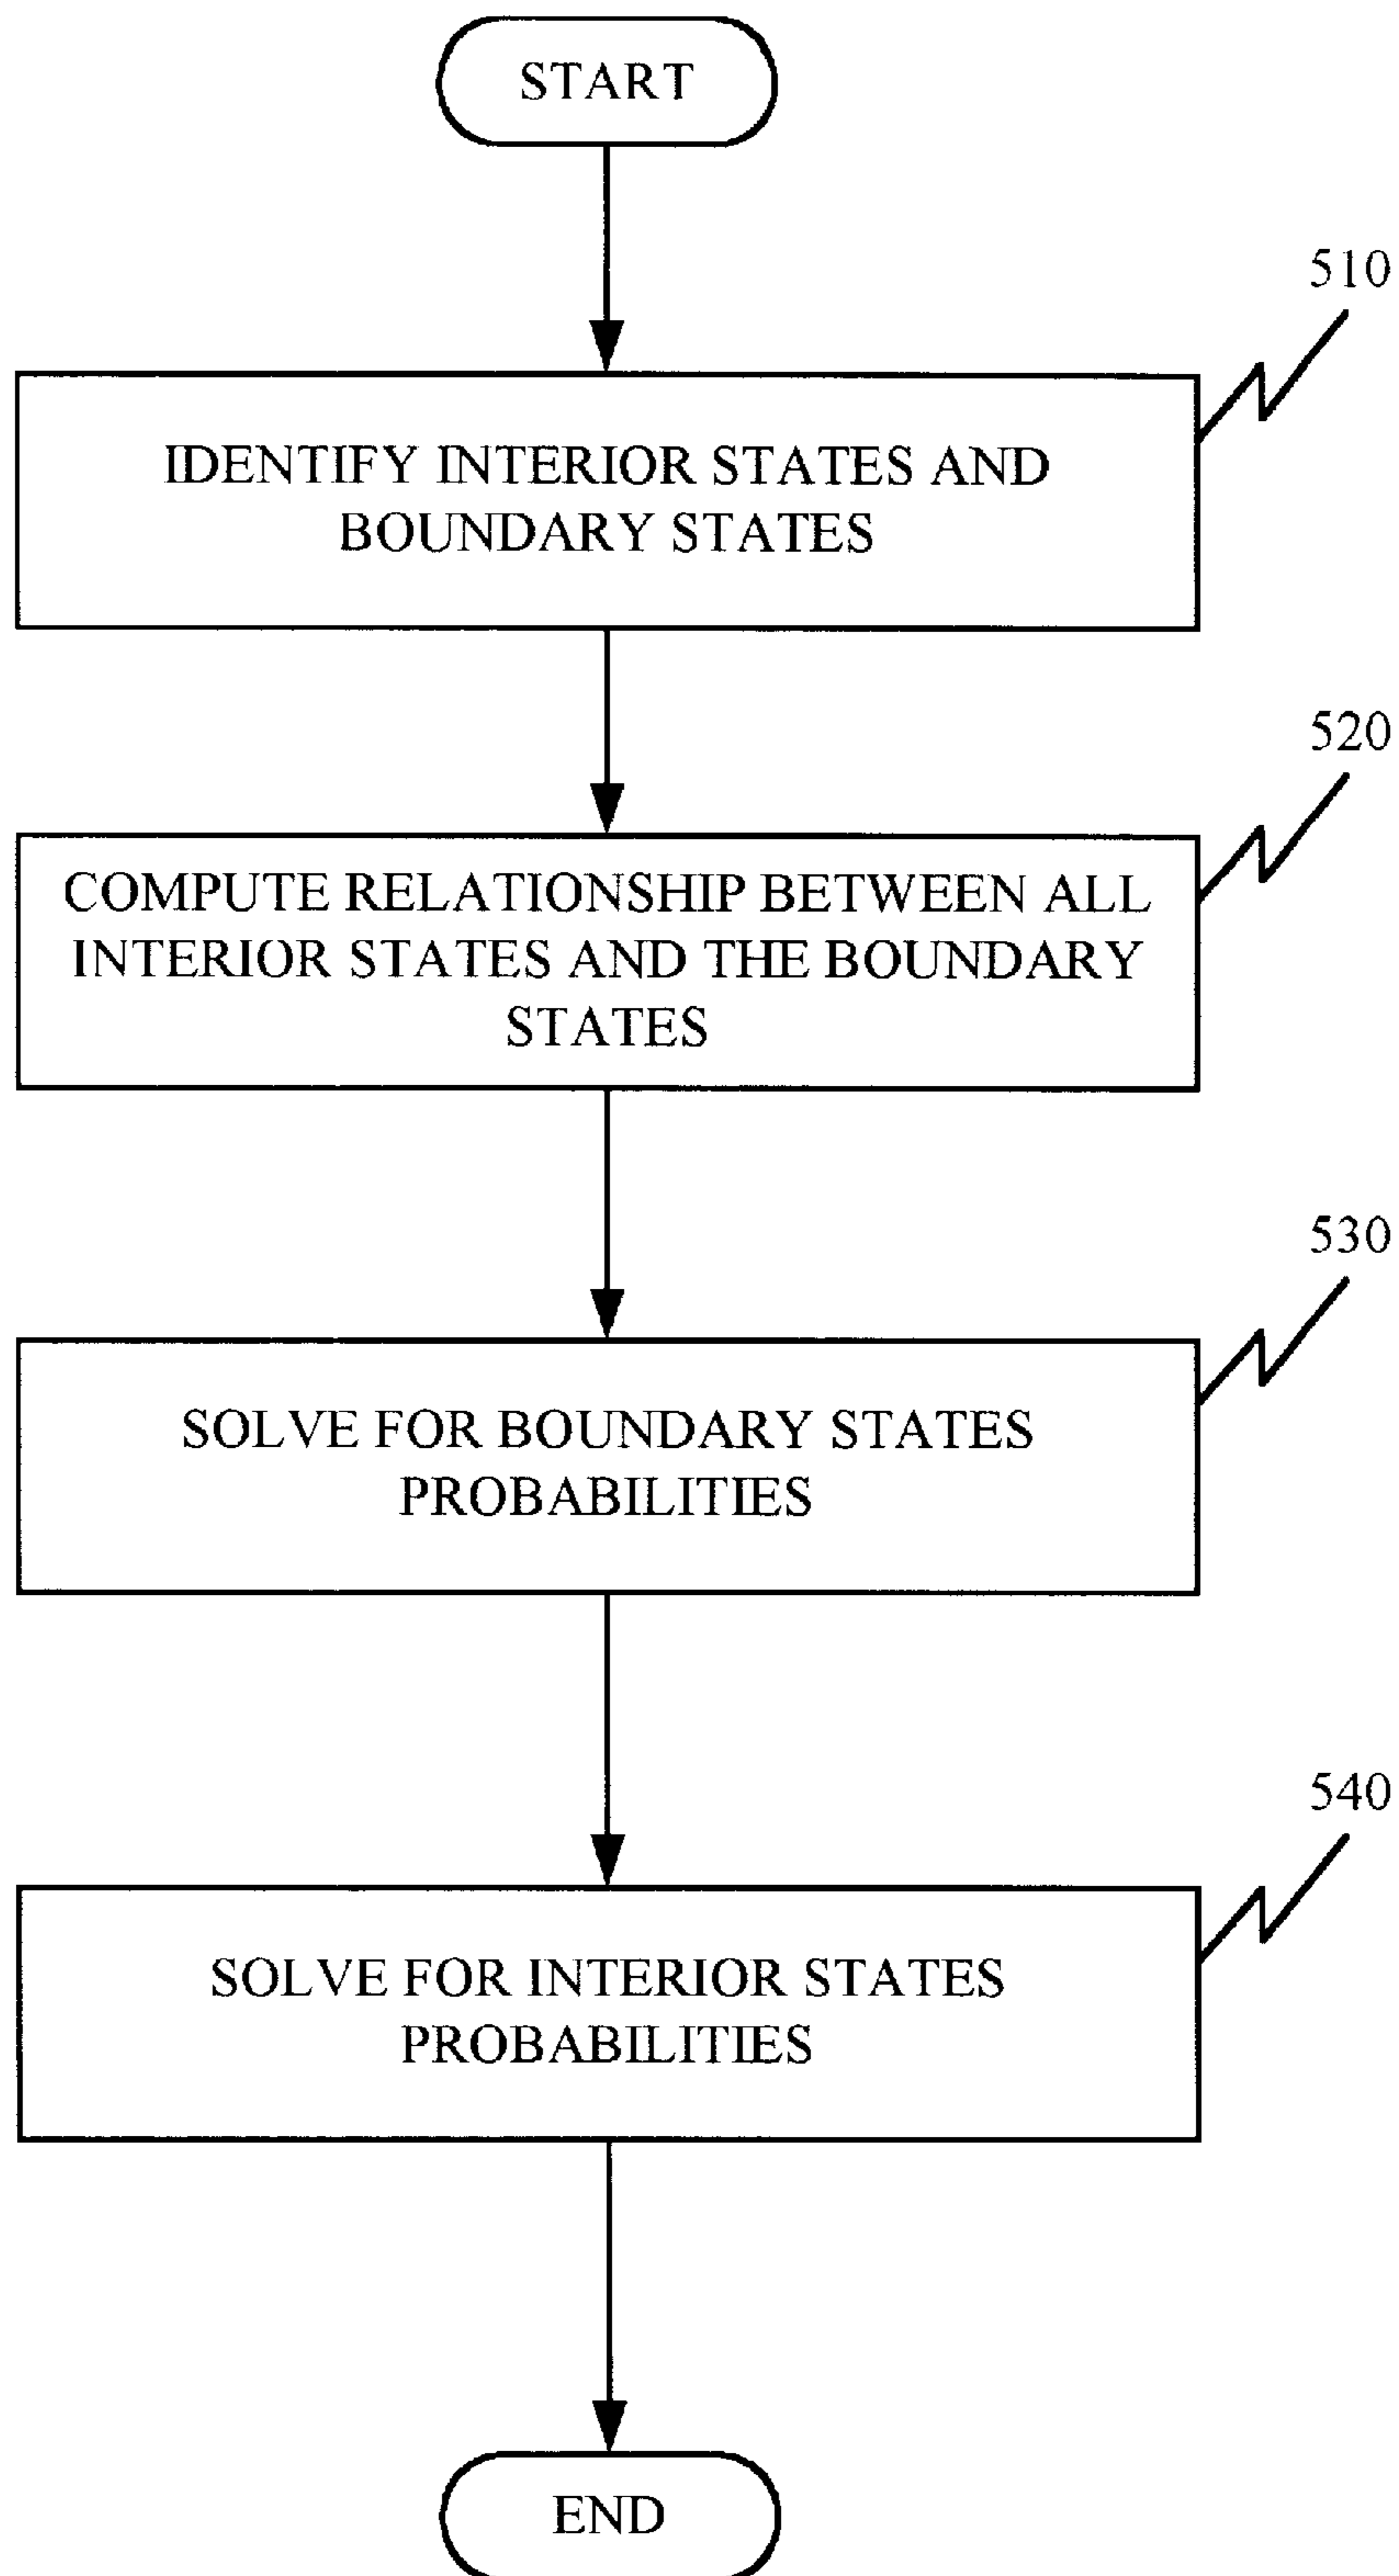 START
510
IDENTIFY INTERIOR STATES AND
BOUNDARY STATES
520
COMPUTE RELATIONSHIP BETWEEN ALL
INTERIOR STATES AND THE BOUNDARY
STATES
530
SOLVE FOR BOUNDARY STATES
PROBABILITIES
540
SOLVE FOR INTERIOR STATES
PROBABILITIES
END